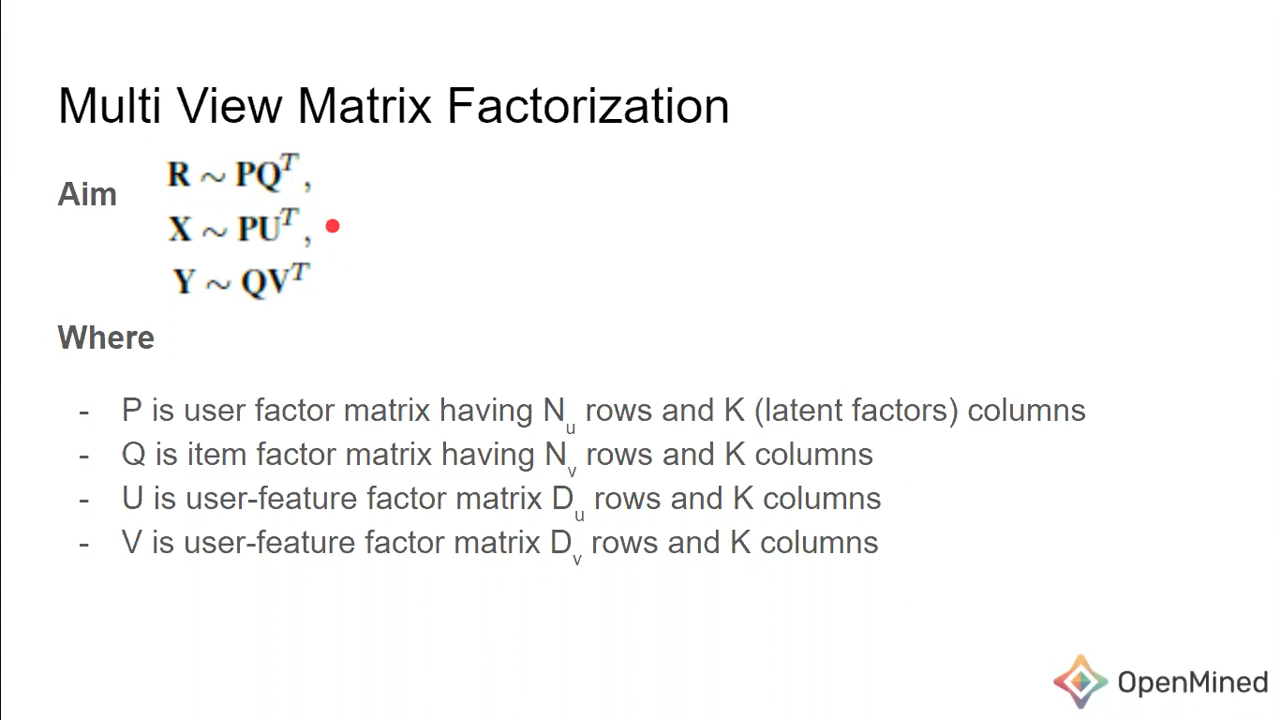 Multi View Matrix Factorization
Aim
R ~ PQ^T,
X ~ PU^T,
Y ~ QV^T
Where
- P is user factor matrix having N_u rows and K (latent factors) columns
- Q is item factor matrix having N_v rows and K columns
- U is user-feature factor matrix D_u rows and K columns
- V is user-feature factor matrix D_v rows and K columns
OpenMined